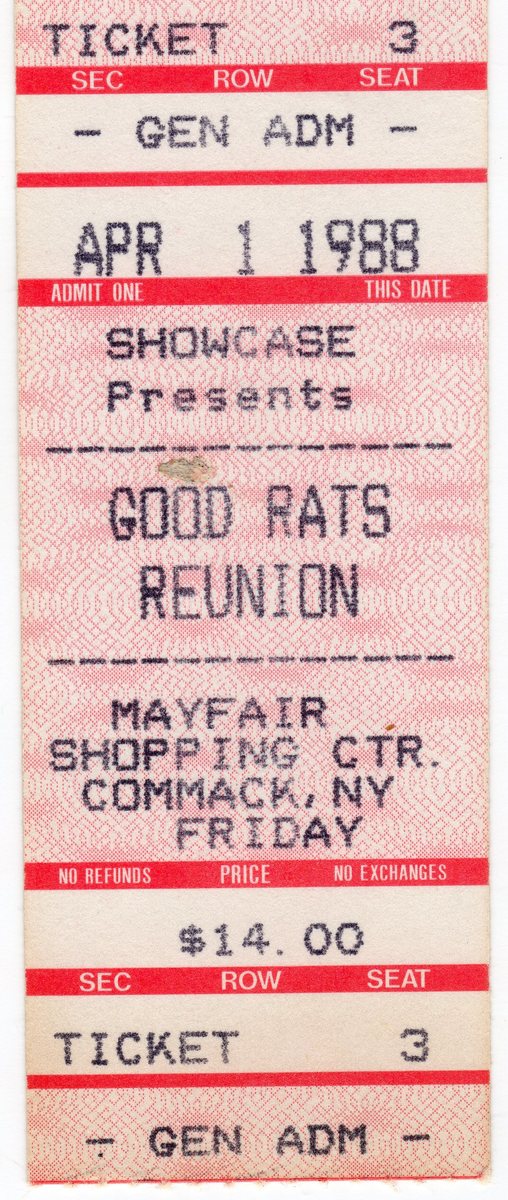 TICKET 3
SEC ROW SEAT
- GEN ADM -
APR 1 1988
ADMIT ONE THIS DATE
SHOWCASE
Presents
--------------
GOOD RATS
REUNION
--------------
MAYFAIR
SHOPPING CTR.
COMMACK, NY
FRIDAY
NO REFUNDS PRICE NO EXCHANGES
$14.00
SEC ROW SEAT
TICKET 3
- GEN ADM -